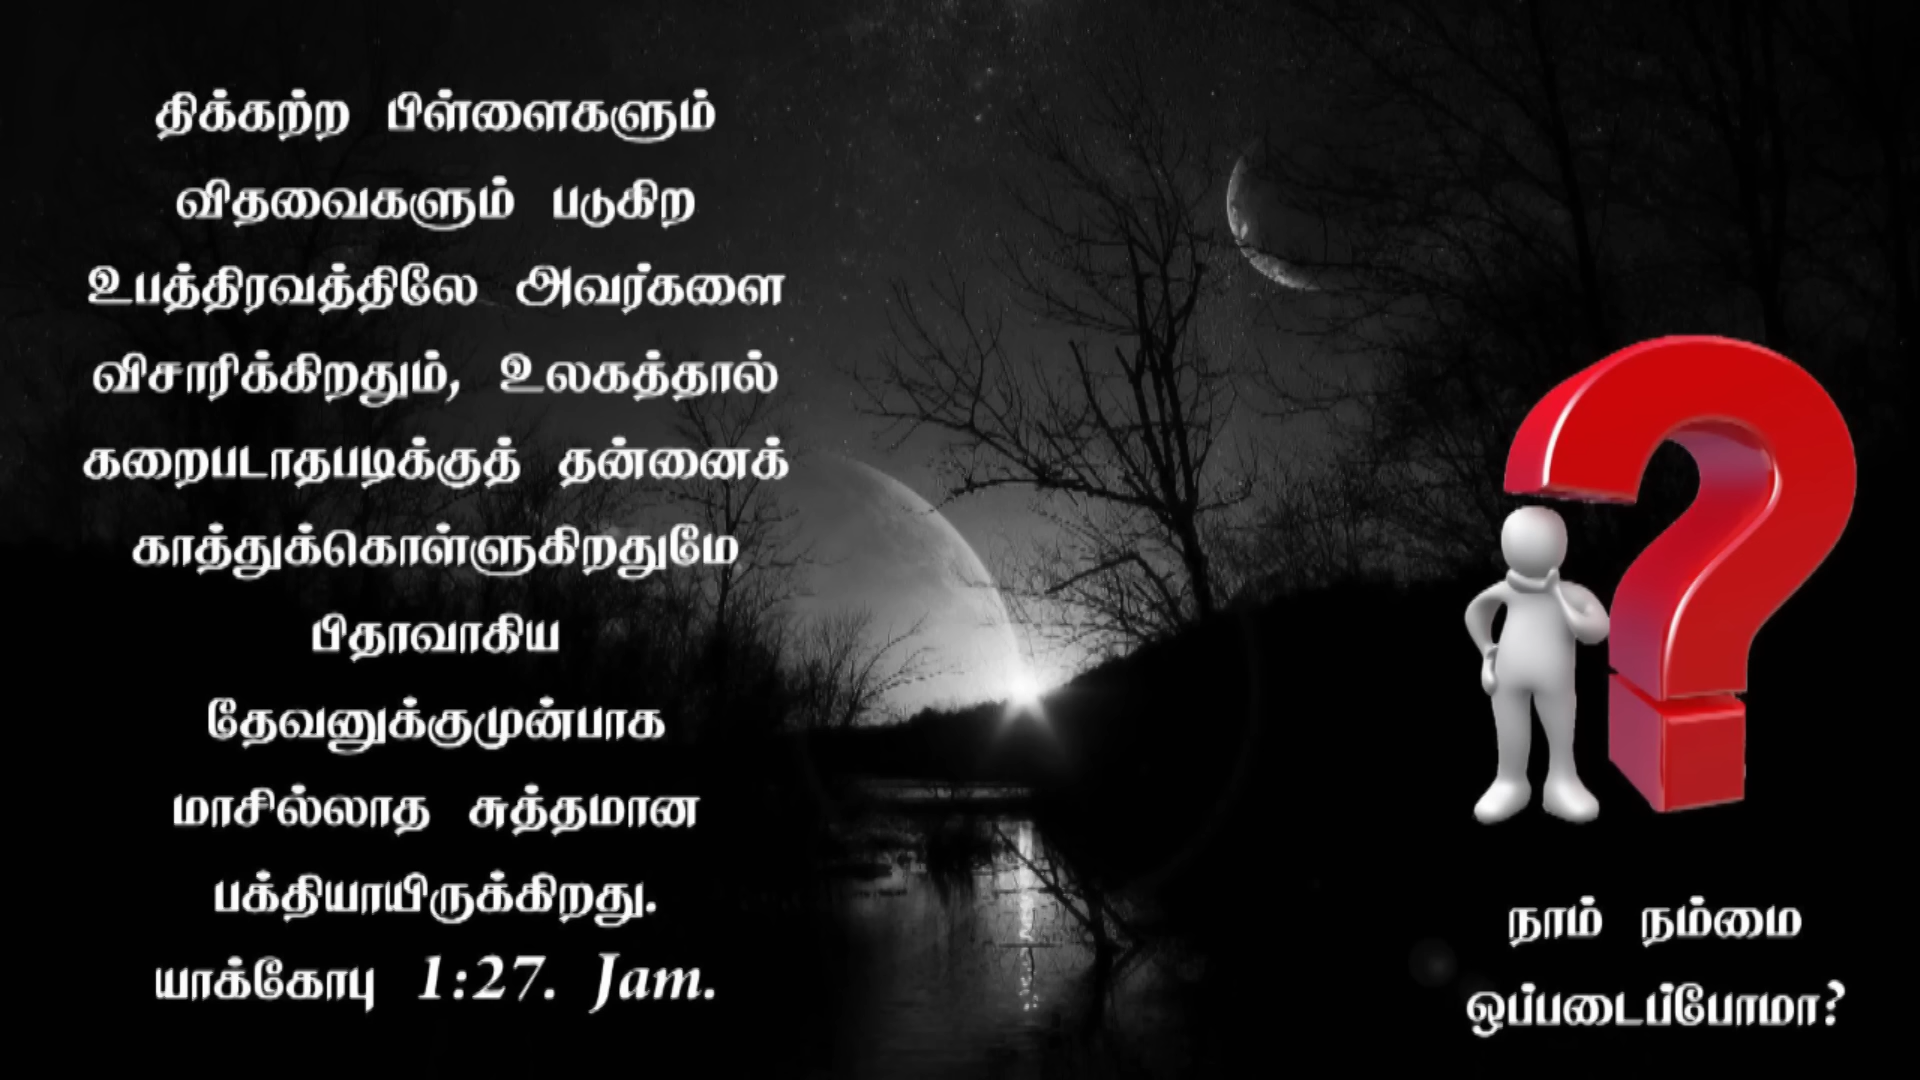 திக்கற்ற பிள்ளைகளும்
விதவைகளும் படுகிற
உபத்திரவத்திலே அவர்களை
விசாரிக்கிறதும், உலகத்தால்
கறைபடாதபடிக்குத் தன்னைக்
காத்துக்கொள்ளுகிறதுமே
பிதாவாகிய
தேவனுக்குமுன்பாக
மாசில்லாத சுத்தமான
பக்தியாயிருக்கிறது.
யாக்கோபு 1:27. Jam.
நாம் நம்மை
ஒப்படைப்போமா?